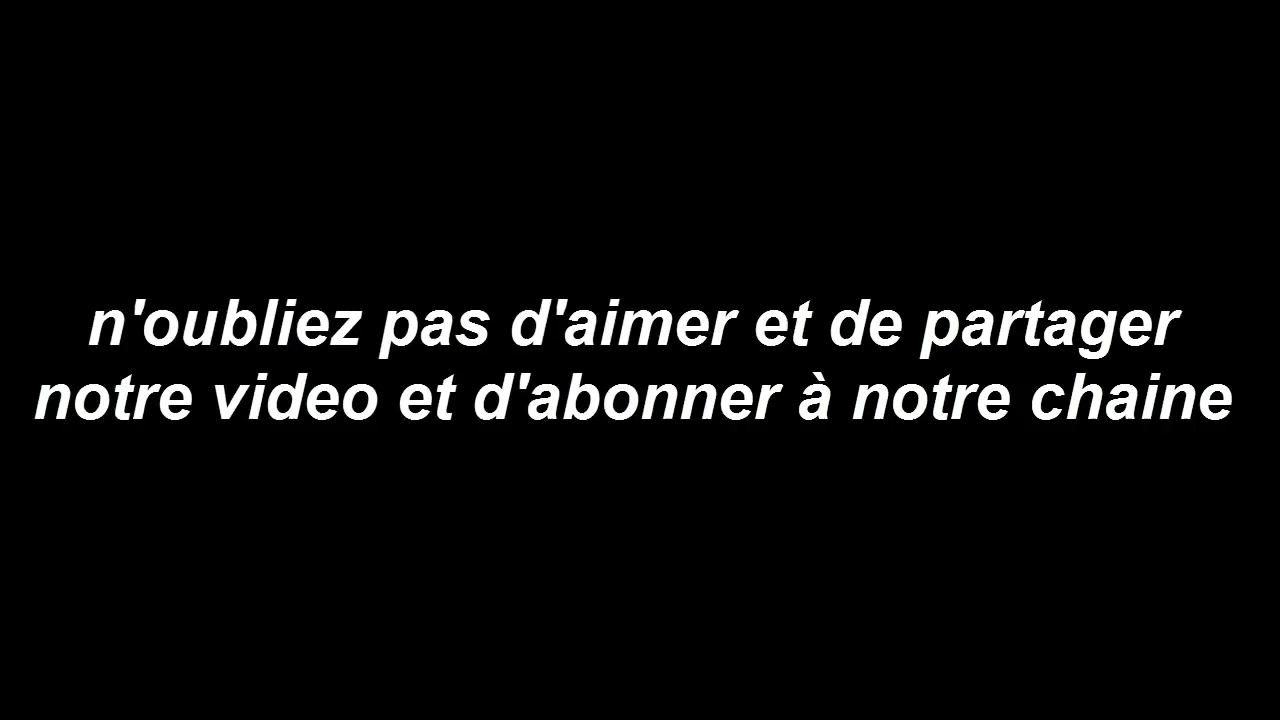 n'oubliez pas d'aimer et de partager
notre video et d'abonner à notre chaine